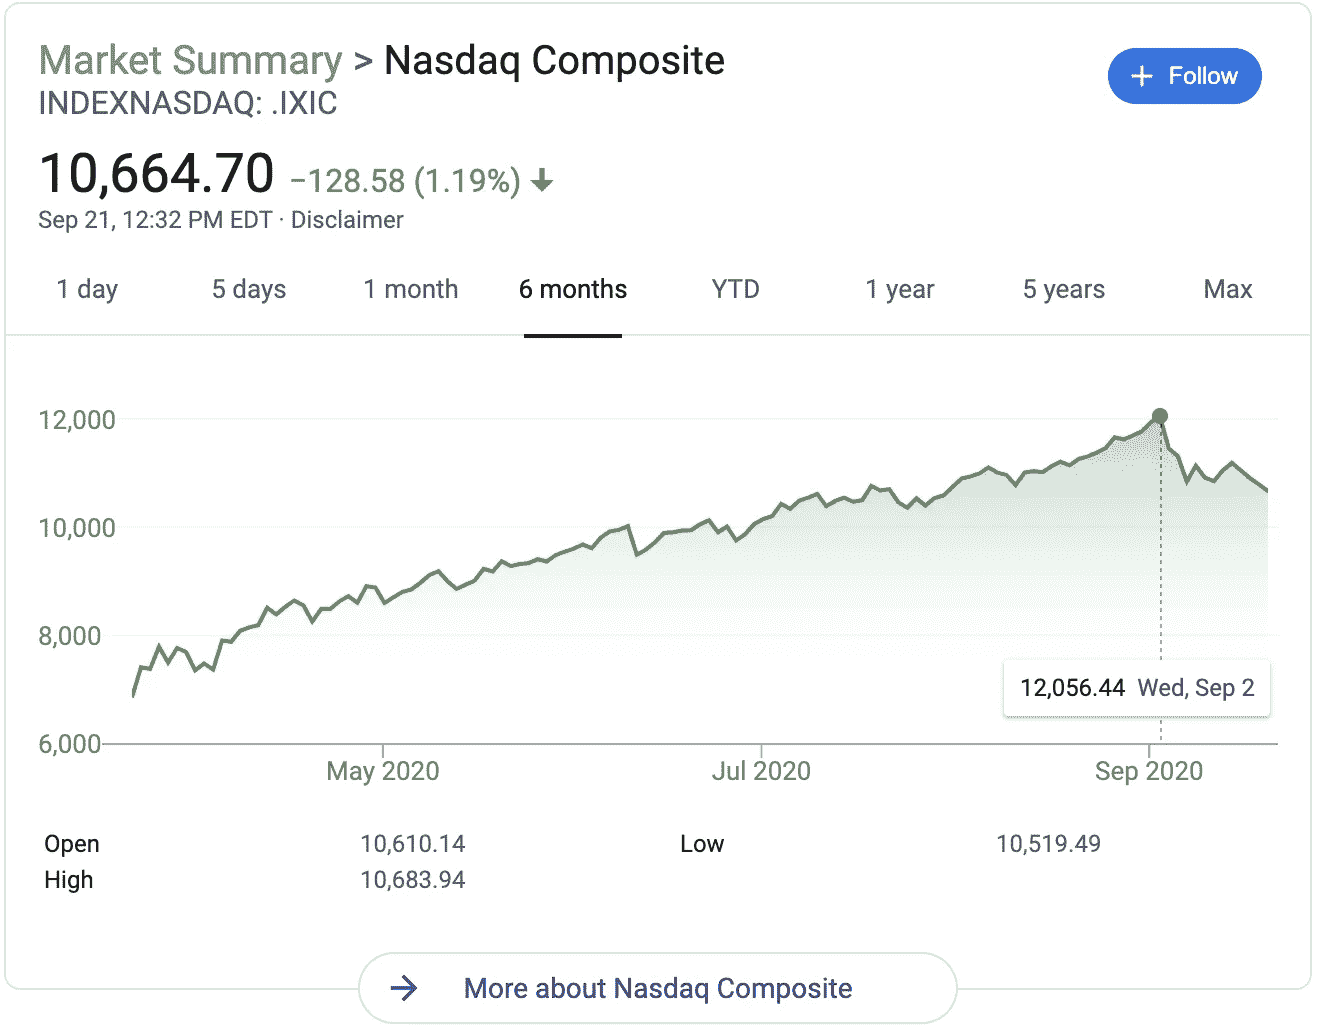 Market Summary > Nasdaq Composite
INDEXNASDAQ: .IXIC
+ Follow
10,664.70 −128.58 (1.19%)
Sep 21, 12:32 PM EDT · Disclaimer
1 day 5 days 1 month 6 months YTD 1 year 5 years Max
12,000
10,000
8,000
6,000
12,056.44 Wed, Sep 2
May 2020 Jul 2020 Sep 2020
Open 10,610.14 Low 10,519.49
High 10,683.94
More about Nasdaq Composite